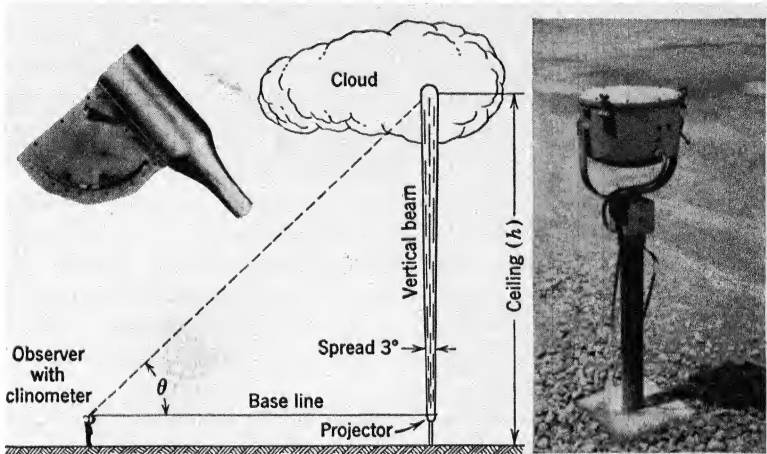 Cloud
Vertical beam
Ceiling (h)
Spread 3°
Observer
with
clinometer
θ
Base line
Projector